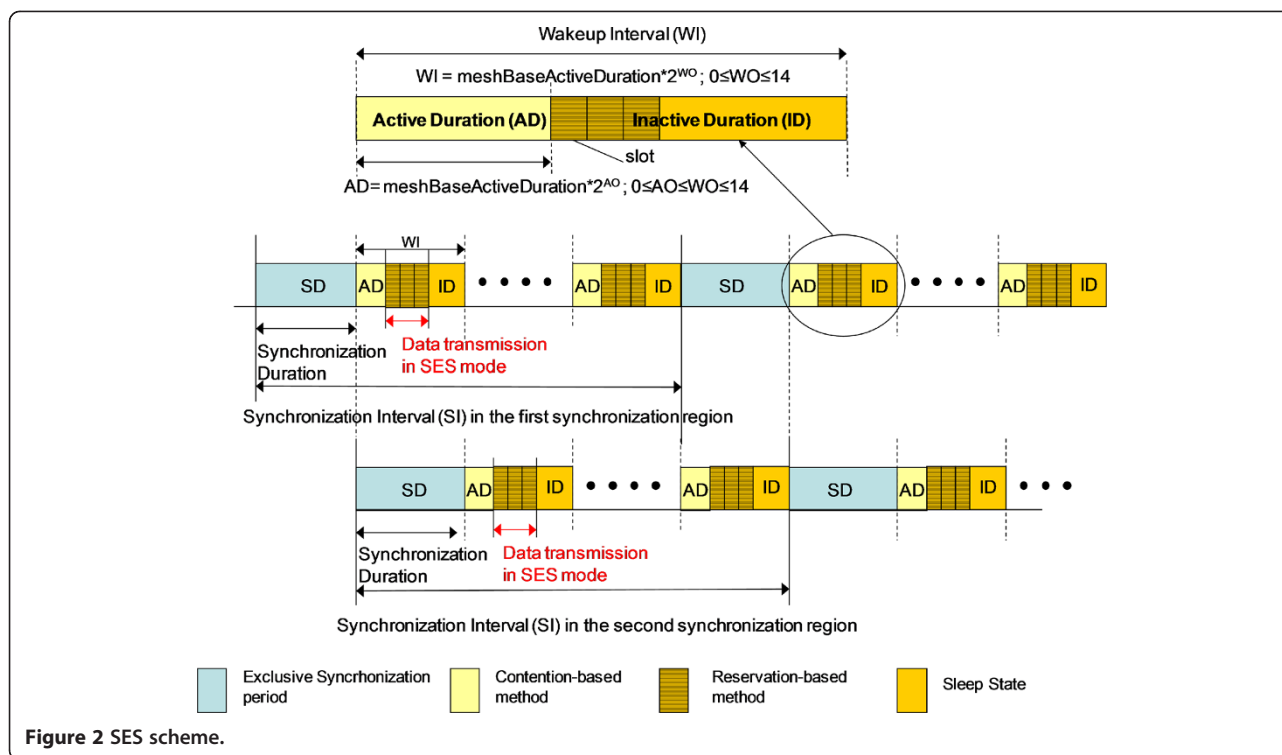 Wakeup Interval (WI)
WI = meshBaseActiveDuration*2^WO ; 0≤WO≤14
Active Duration (AD)
Inactive Duration (ID)
slot
AD= meshBaseActiveDuration*2^AO ; 0≤AO≤WO≤14
WI
SD
AD
ID
AD
ID
SD
AD
ID
AD
ID
Synchronization
Duration
Data transmission
in SES mode
Synchronization Interval (SI) in the first synchronization region
SD
AD
ID
AD
ID
SD
AD
ID
Synchronization
Duration
Data transmission
in SES mode
Synchronization Interval (SI) in the second synchronization region
Exclusive Syncrhonization
period
Contention-based
method
Reservation-based
method
Sleep State
Figure 2 SES scheme.